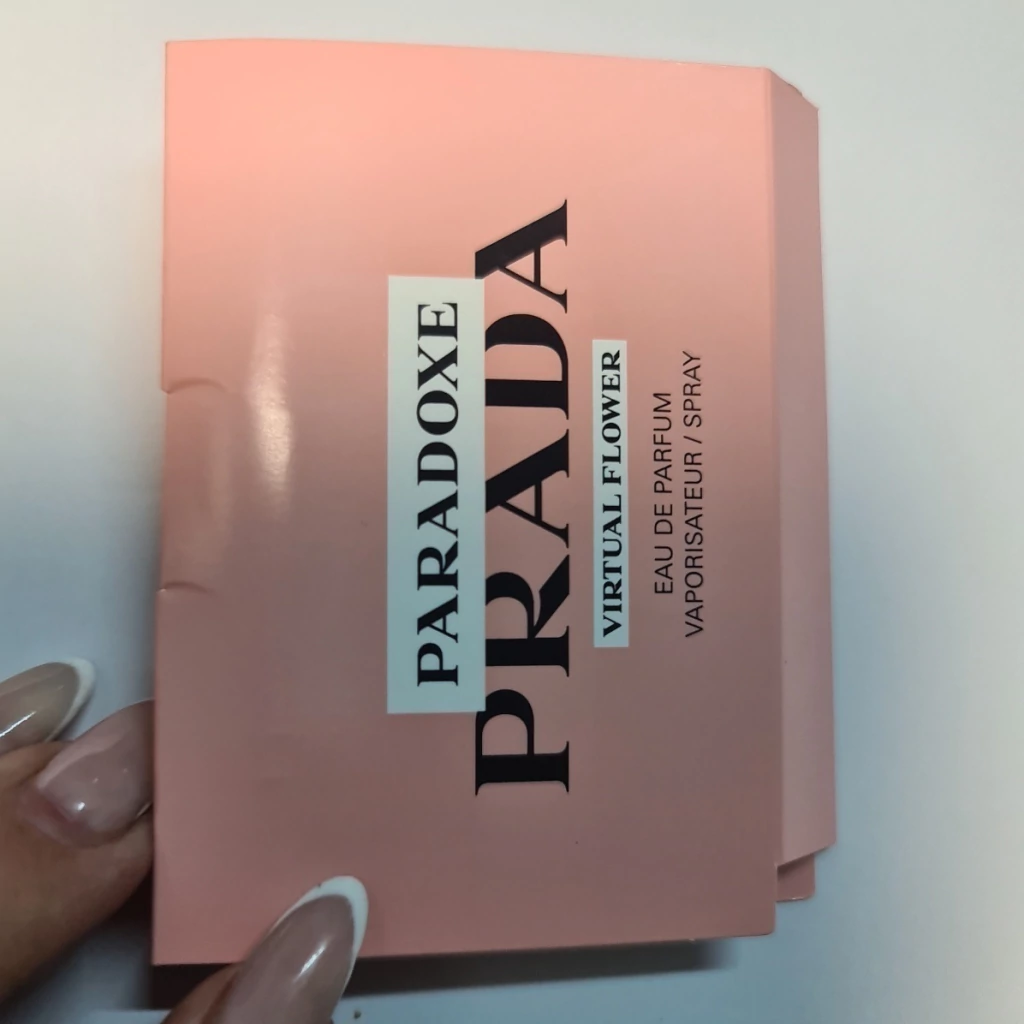 PARADOXE
PRADA
VIRTUAL FLOWER
EAU DE PARFUM
VAPORISATEUR / SPRAY